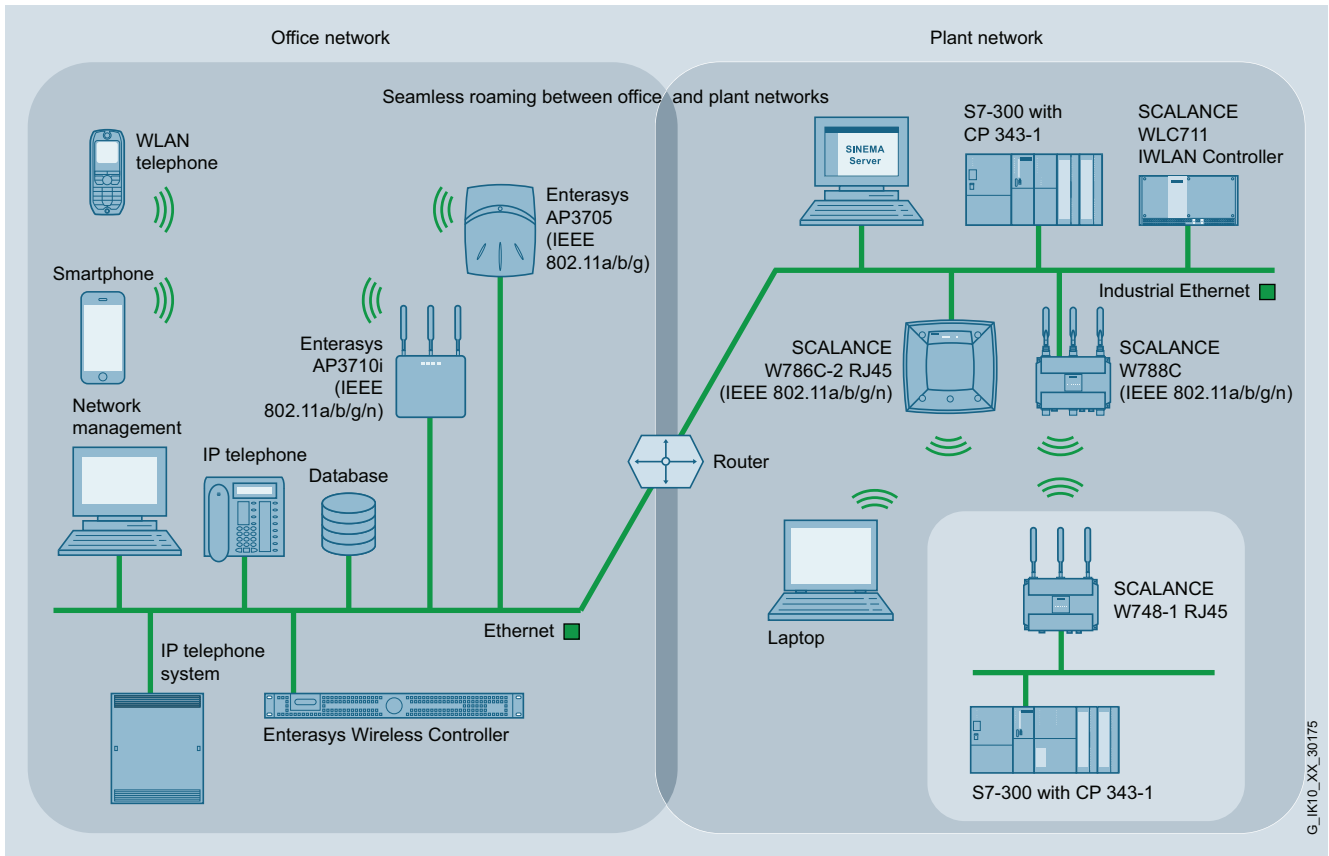 Office network
Plant network
Seamless roaming between office and plant networks
WLAN
telephone
Smartphone
Enterasys
AP3705
(IEEE
802.11a/b/g)
Enterasys
AP3710i
(IEEE
802.11a/b/g/n)
Network
management
IP telephone
Database
Ethernet
IP telephone
system
Enterasys Wireless Controller
Router
SINEMA
Server
S7-300 with
CP 343-1
SCALANCE
WLC711
IWLAN Controller
Industrial Ethernet
SCALANCE
W786C-2 RJ45
(IEEE 802.11a/b/g/n)
SCALANCE
W788C
(IEEE 802.11a/b/g/n)
Laptop
SCALANCE
W748-1 RJ45
S7-300 with CP 343-1
G_IK10_XX_30175